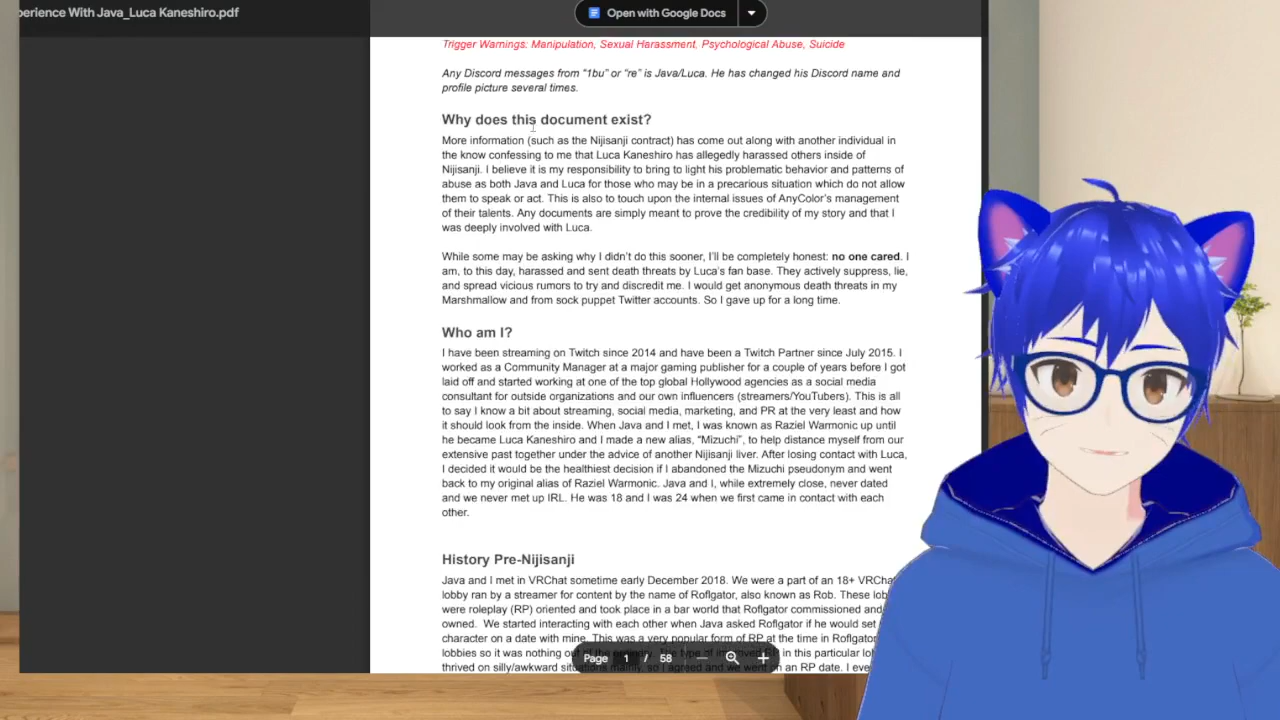 perience With Java_Luca Kaneshiro.pdf
Open with Google Docs
Trigger Warnings: Manipulation, Sexual Harassment, Psychological Abuse, Suicide
Any Discord messages from “1bu” or “re” is Java/Luca. He has changed his Discord name and
profile picture several times.
Why does this document exist?
More information (such as the Nijisanji contract) has come out along with another individual in
the know confessing to me that Luca Kaneshiro has allegedly harassed others inside of
Nijisanji. I believe it is my responsibility to bring to light his problematic behavior and patterns of
abuse as both Java and Luca for those who may be in a precarious situation which do not allow
them to speak or act. This is also to touch upon the internal issues of AnyColor’s management
of their talents. Any documents are simply meant to prove the credibility of my story and that I
was deeply involved with Luca.
While some may be asking why I didn’t do this sooner, I’ll be completely honest: no one cared. I
am, to this day, harassed and sent death threats by Luca’s fan base. They actively suppress, lie,
and spread vicious rumors to try and discredit me. I would get anonymous death threats in my
Marshmallow and from sock puppet Twitter accounts. So I gave up for a long time.
Who am I?
I have been streaming on Twitch since 2014 and have been a Twitch Partner since July 2015. I
worked as a Community Manager at a major gaming publisher for a couple of years before I got
laid off and started working at one of the top global Hollywood agencies as a social media
consultant for outside organizations and our own influencers (streamers/YouTubers). This is all
to say I know a bit about streaming, social media, marketing, and PR at the very least and how
it should look from the inside. When Java and I met, I was known as Raziel Warmonic up until
he became Luca Kaneshiro and I made a new alias, “Mizuchi”, to help distance myself from our
extensive past together under the advice of another Nijisanji liver. After losing contact with Luca,
I decided it would be the healthiest decision if I abandoned the Mizuchi pseudonym and went
back to my original alias of Raziel Warmonic. Java and I, while extremely close, never dated
and we never met up IRL. He was 18 and I was 24 when we first came in contact with each
other.
History Pre-Nijisanji
Java and I met in VRChat sometime early December 2018. We were a part of an 18+ VRCha
lobby ran by a streamer for content by the name of Roflgator, also known as Rob. These lob
were roleplay (RP) oriented and took place in a bar world that Roflgator commissioned and
owned. We started interacting with each other when Java asked Roflgator if he would set
character on a date with mine. This was a very popular form of RP at the time in Roflgator
lobbies so it was nothing out in this particular lo
thrived on silly/awkward situations so I agreed and we went on an RP date. I eve
Page 1 / 58